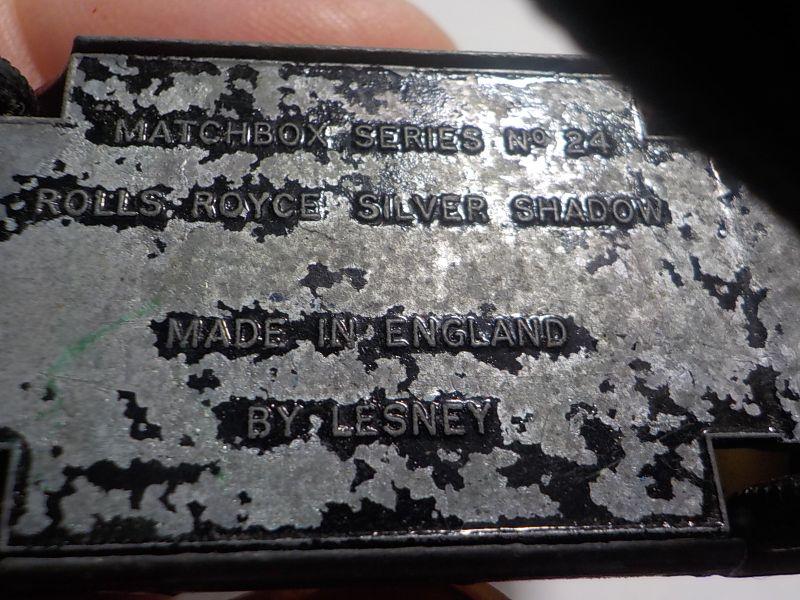 MATCHBOX SERIES Nº 24
ROLLS ROYCE SILVER SHADOW
MADE IN ENGLAND
BY LESNEY